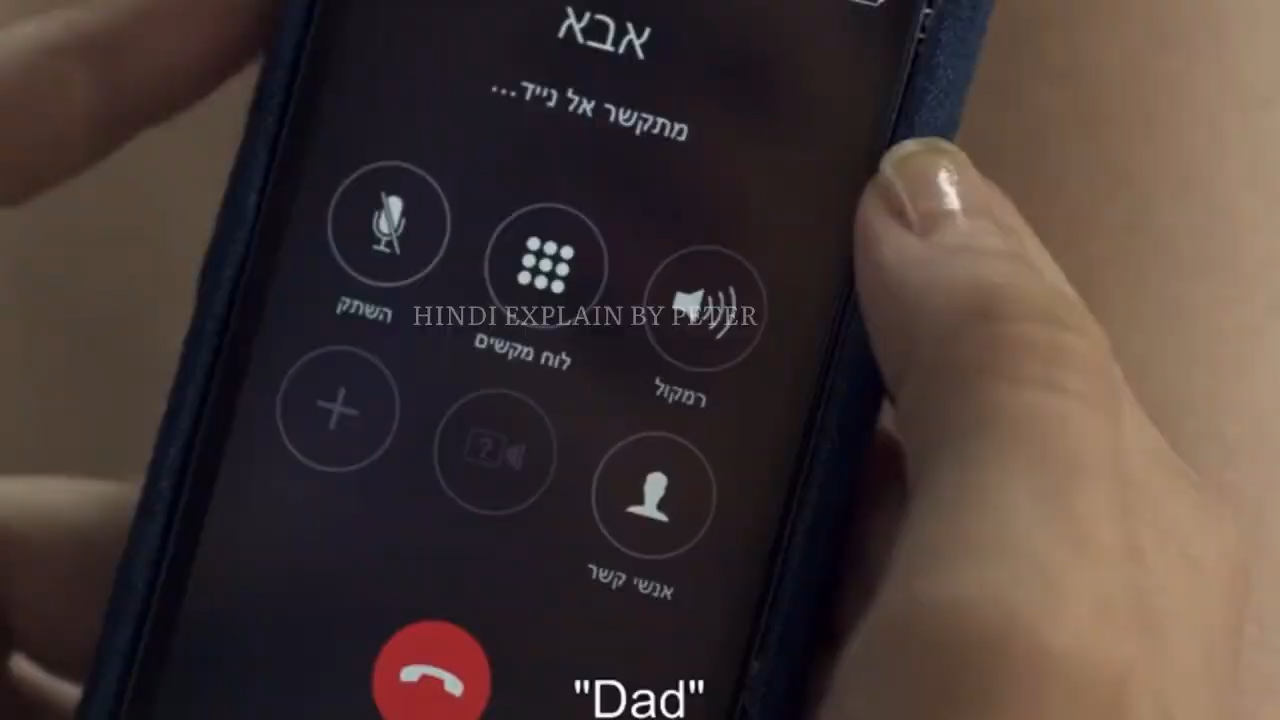 אבא
מתקשר אל נייד...
השתק
לוח מקשים
רמקול
HINDI EXPLAIN BY PETER
?
אנשי קשר
"Dad"